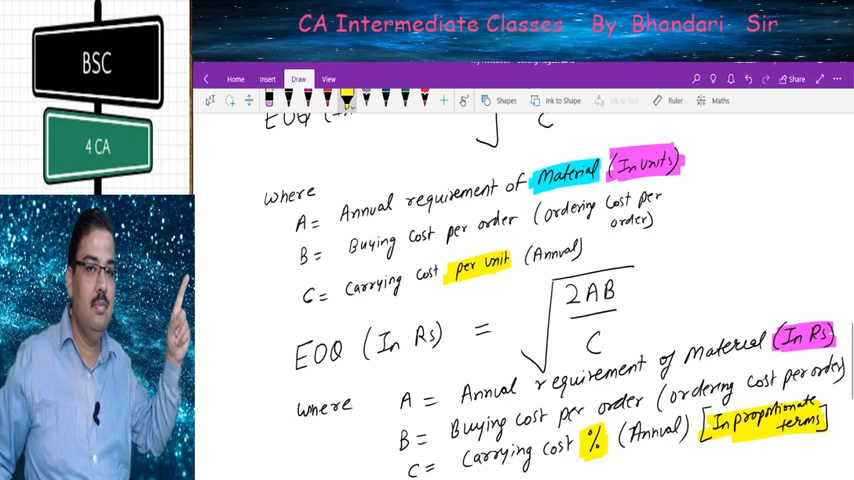 CA Intermediate Classes By Bhandari Sir
BSC
4 CA
Home Insert Draw View
Share
Shapes Ink to Shape Ink to Text Ruler Maths
EOQ (In
C
where
A = Annual requirement of Material (In units)
B = Buying cost per order (ordering cost per order)
C = Carrying cost per unit (Annual)
EOQ (In Rs) = √ 2AB
C
where A = Annual requirement of Material (In Rs)
B = Buying cost per order (ordering cost per order)
C = Carrying cost % (Annual) [In proportionate terms]